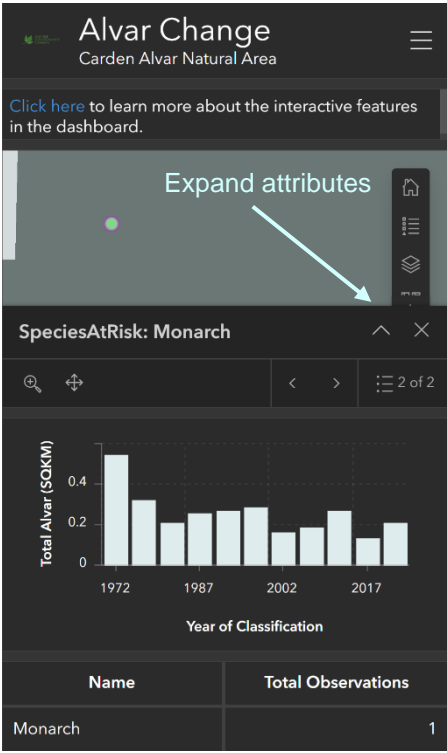 Alvar Change
Carden Alvar Natural Area
Click here to learn more about the interactive features
in the dashboard.
Expand attributes
SpeciesAtRisk: Monarch
2 of 2
Total Alvar (SQKM)
0.4
0.2
0
1972 1987 2002 2017
Year of Classification
Name Total Observations
Monarch 1